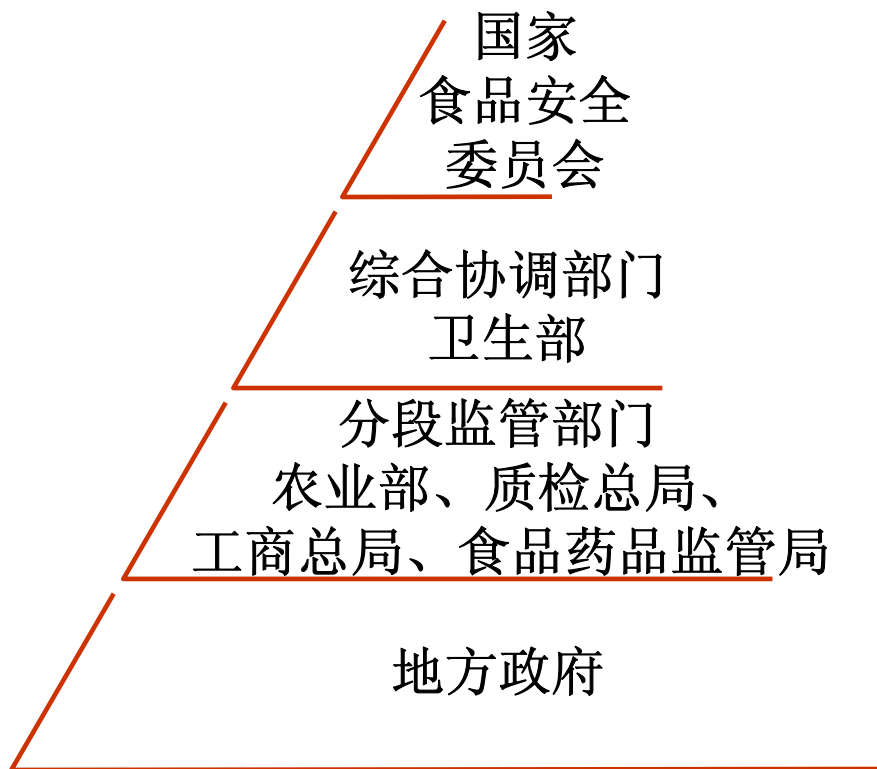 国家
食品安全
委员会
综合协调部门
卫生部
分段监管部门
农业部、质检总局、
工商总局、食品药品监管局
地方政府